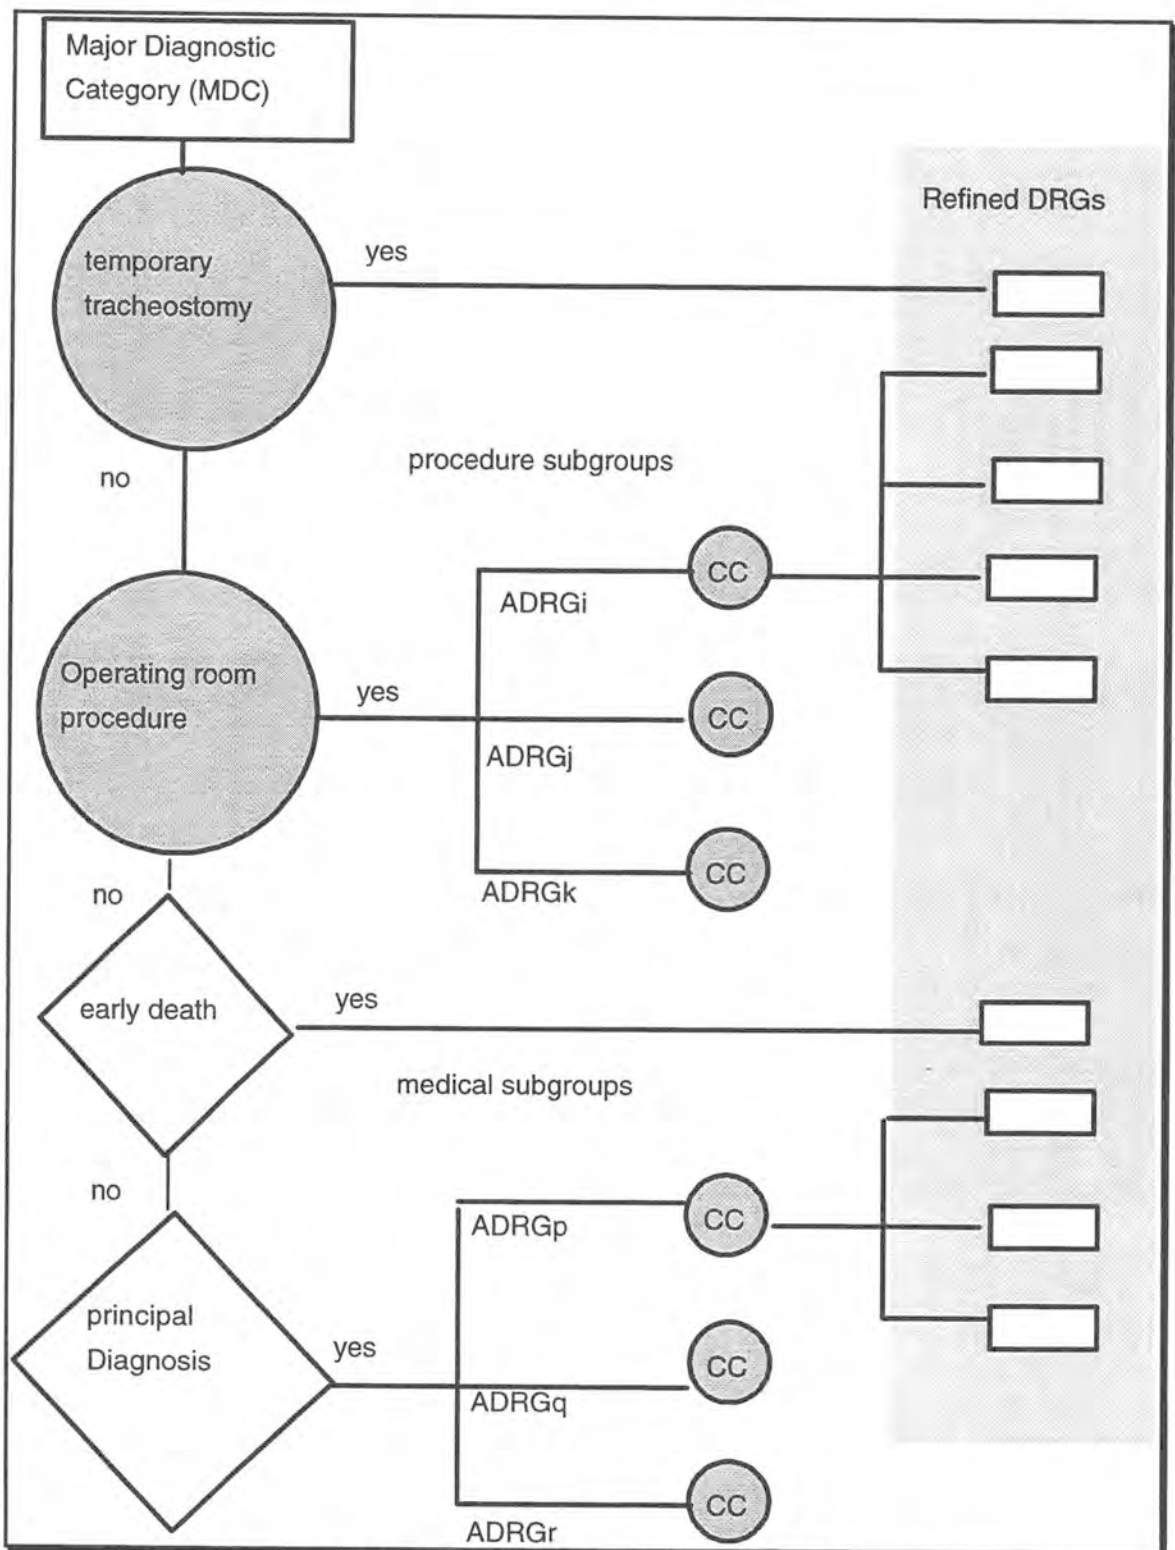 Major Diagnostic
Category (MDC)
Refined DRGs
temporary
tracheostomy
yes
no
procedure subgroups
CC
ADRGi
Operating room
procedure
yes
CC
ADRGj
CC
ADRGk
no
early death
yes
medical subgroups
no
CC
ADRGp
principal
Diagnosis
yes
CC
ADRGq
CC
ADRGr